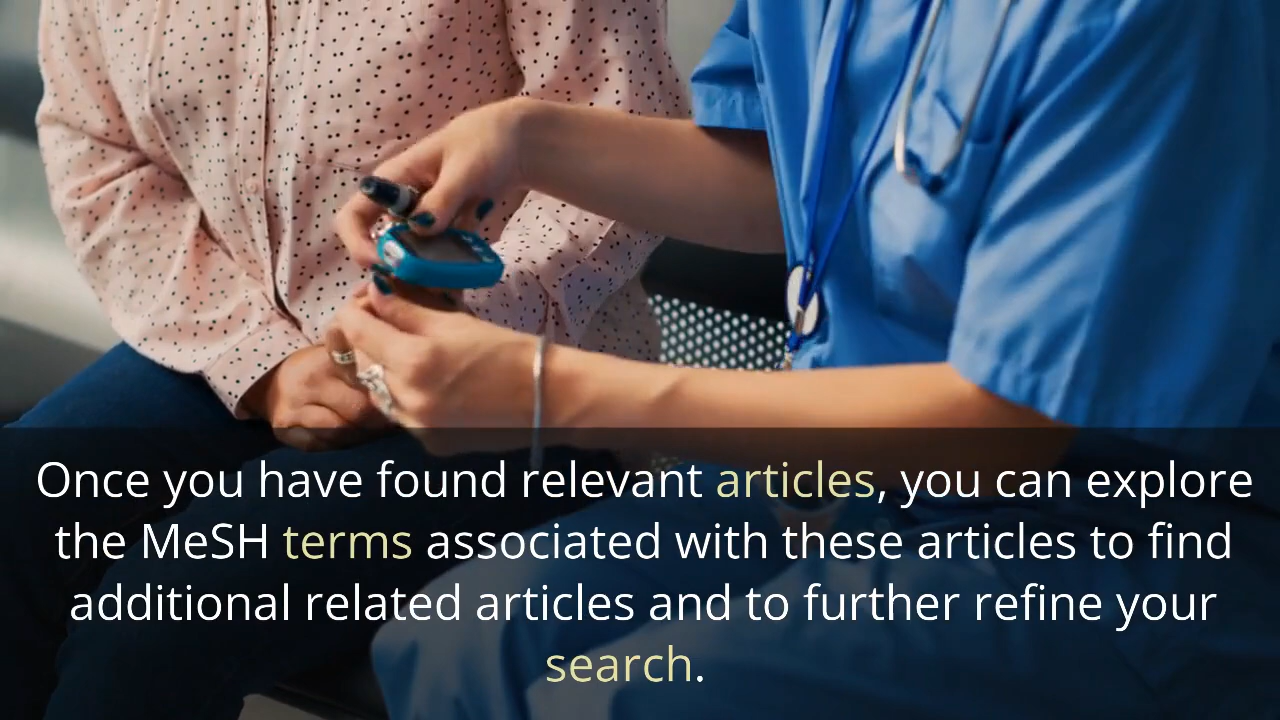 Once you have found relevant articles, you can explore
the MeSH terms associated with these articles to find
additional related articles and to further refine your
search.